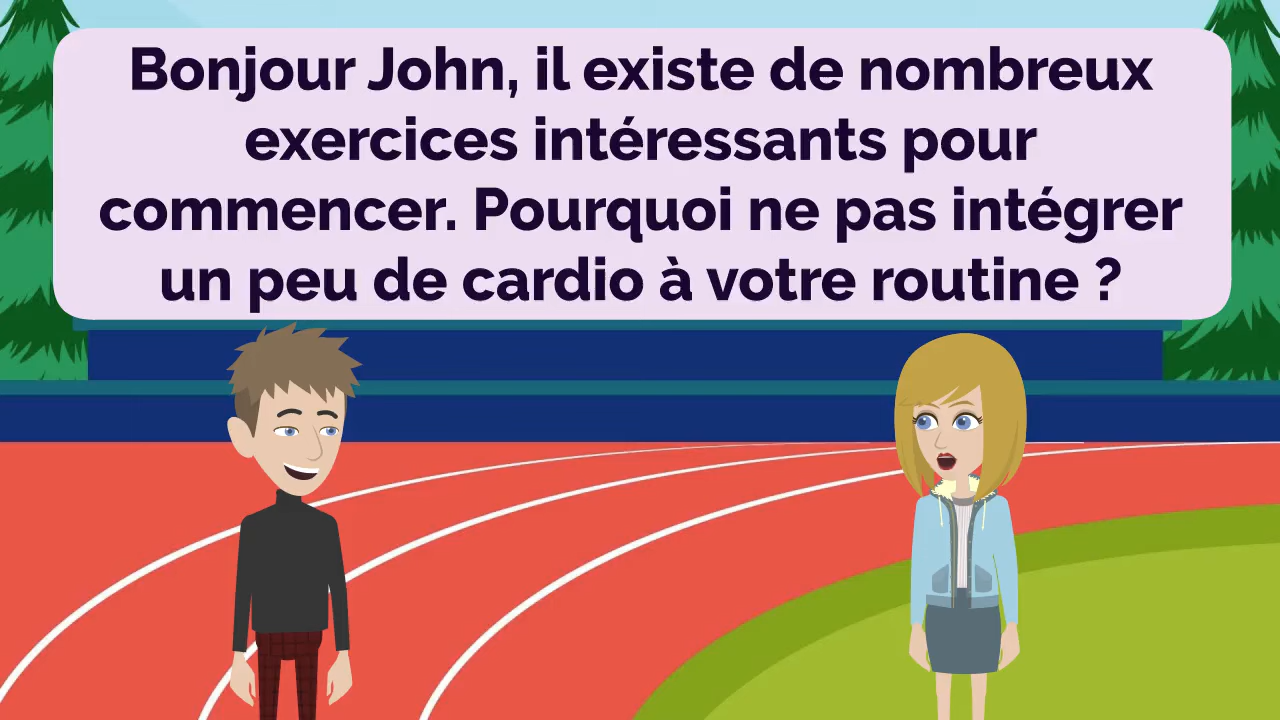 Bonjour John, il existe de nombreux
exercices intéressants pour
commencer. Pourquoi ne pas intégrer
un peu de cardio à votre routine ?